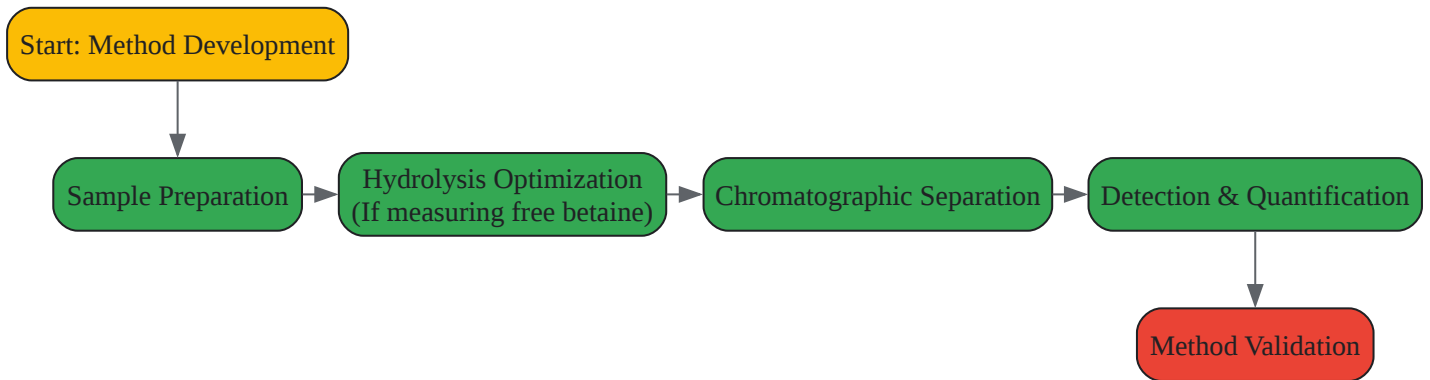 Start: Method Development
Sample Preparation
Hydrolysis Optimization
(If measuring free betaine)
Chromatographic Separation
Detection & Quantification
Method Validation